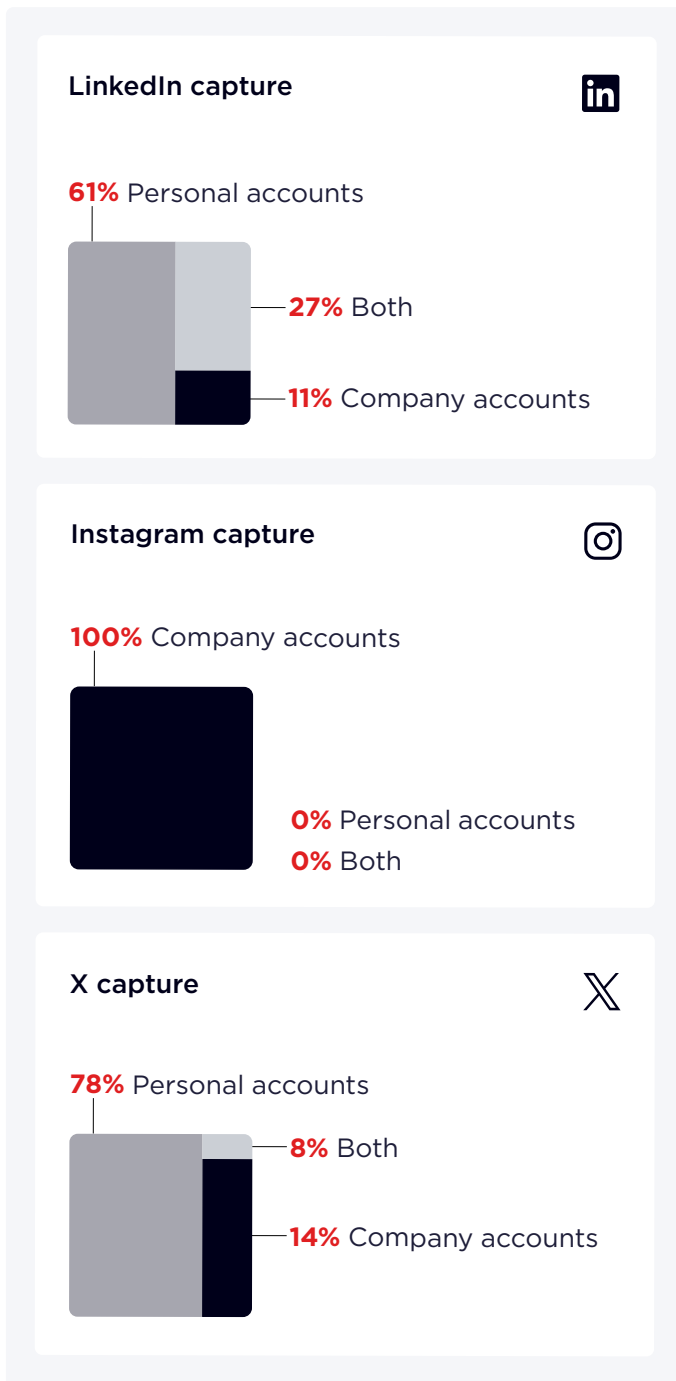 LinkedIn capture
in
61% Personal accounts
27% Both
11% Company accounts
Instagram capture
100% Company accounts
0% Personal accounts
0% Both
X capture
78% Personal accounts
8% Both
14% Company accounts